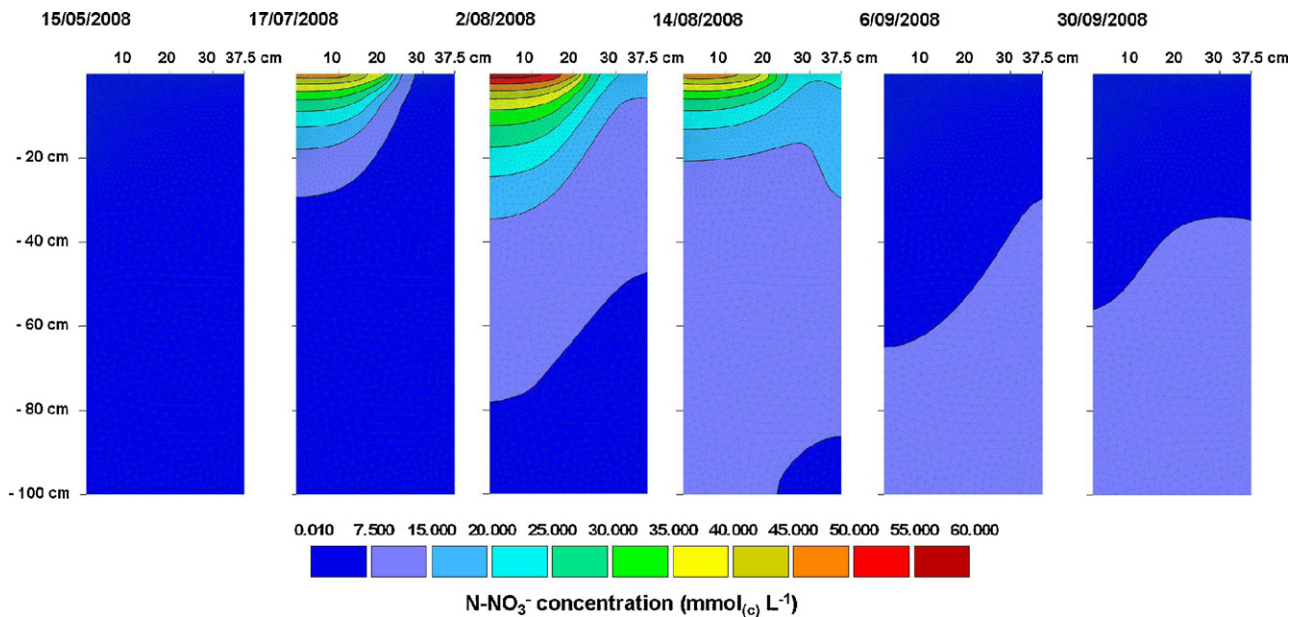 15/05/2008 17/07/2008 2/08/2008 14/08/2008 6/09/2008 30/09/2008
10 20 30 37.5 cm 10 20 30 37.5 cm 10 20 30 37.5 cm 10 20 30 37.5 cm 10 20 30 37.5 cm 10 20 30 37.5 cm
- 20 cm
- 40 cm
- 60 cm
- 80 cm
- 100 cm
0.010 7.500 15.000 20.000 25.000 30.000 35.000 40.000 45.000 50.000 55.000 60.000
N-NO₃⁻ concentration (mmol₍c₎ L⁻¹)